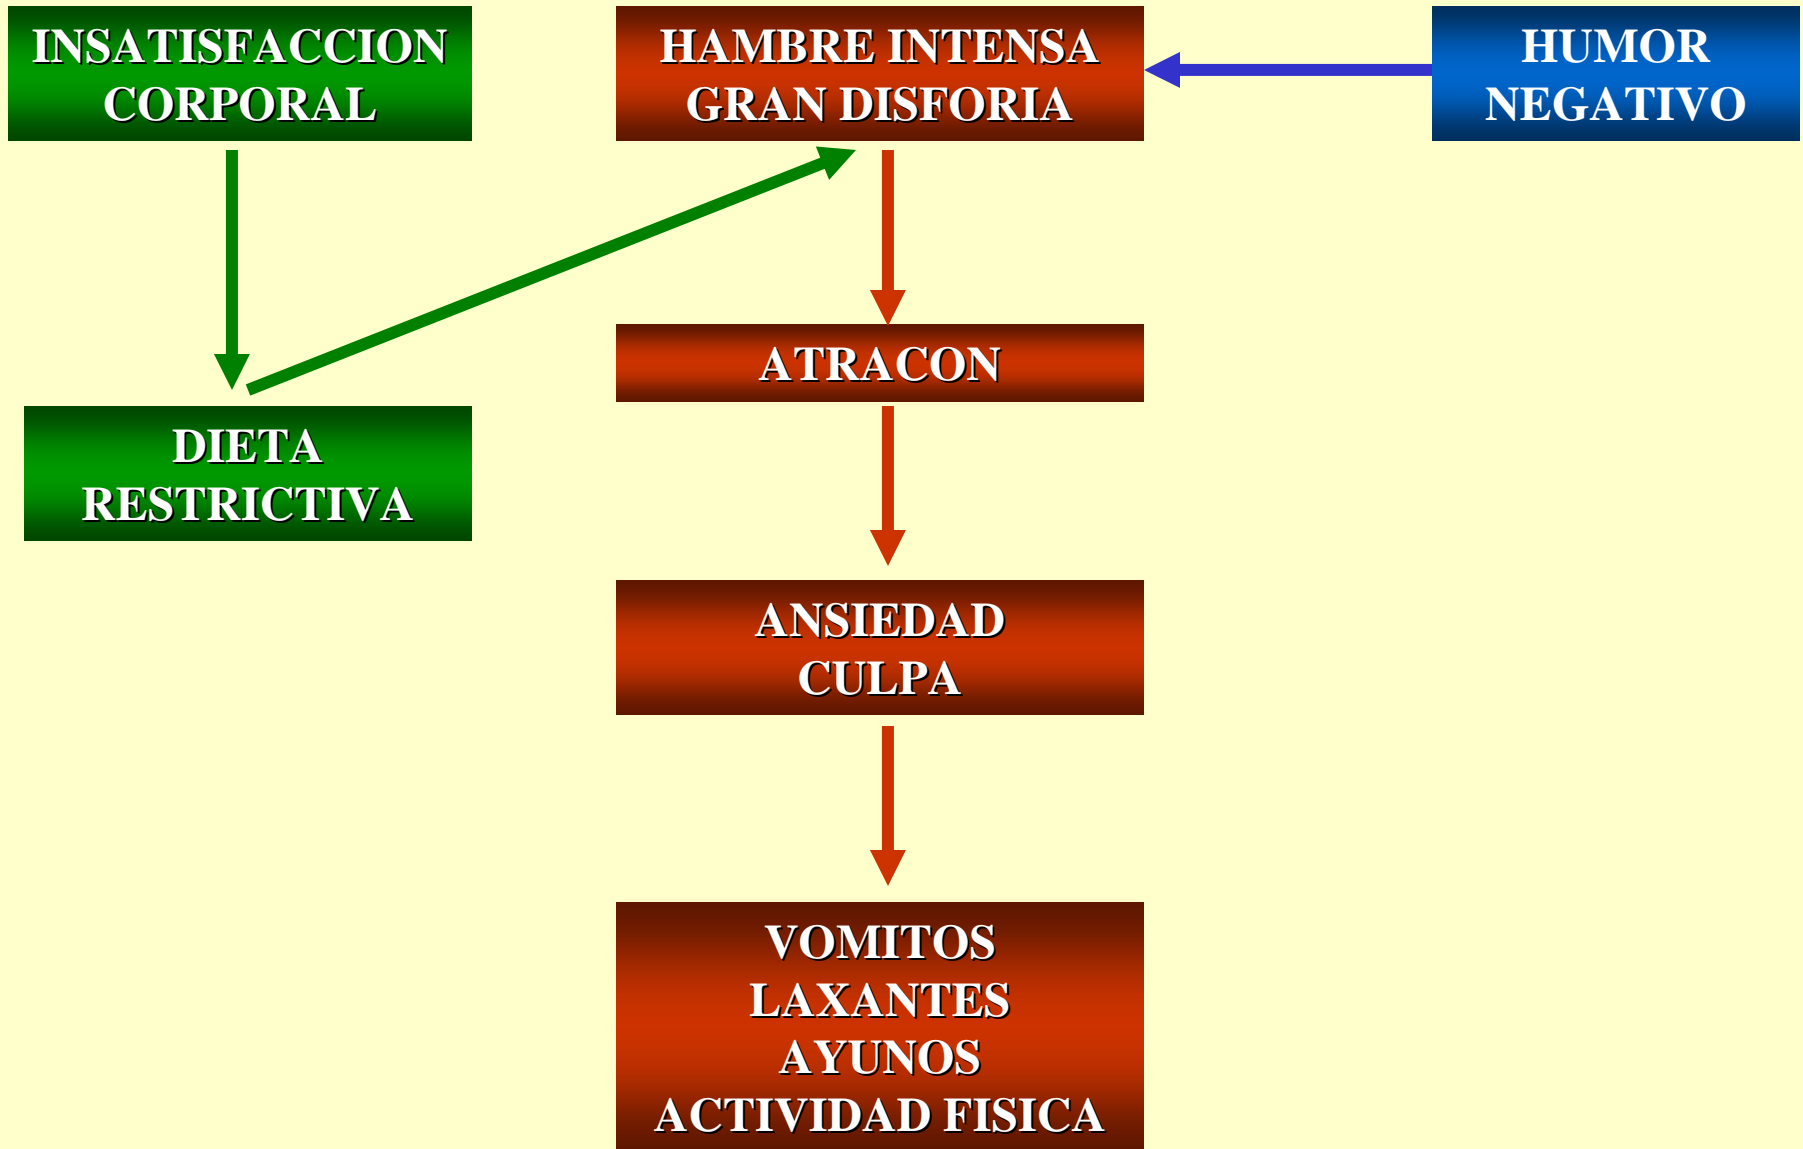 INSATISFACCION
CORPORAL
HAMBRE INTENSA
GRAN DISFORIA
HUMOR
NEGATIVO
ATRACON
DIETA
RESTRICTIVA
ANSIEDAD
CULPA
VOMITOS
LAXANTES
AYUNOS
ACTIVIDAD FISICA